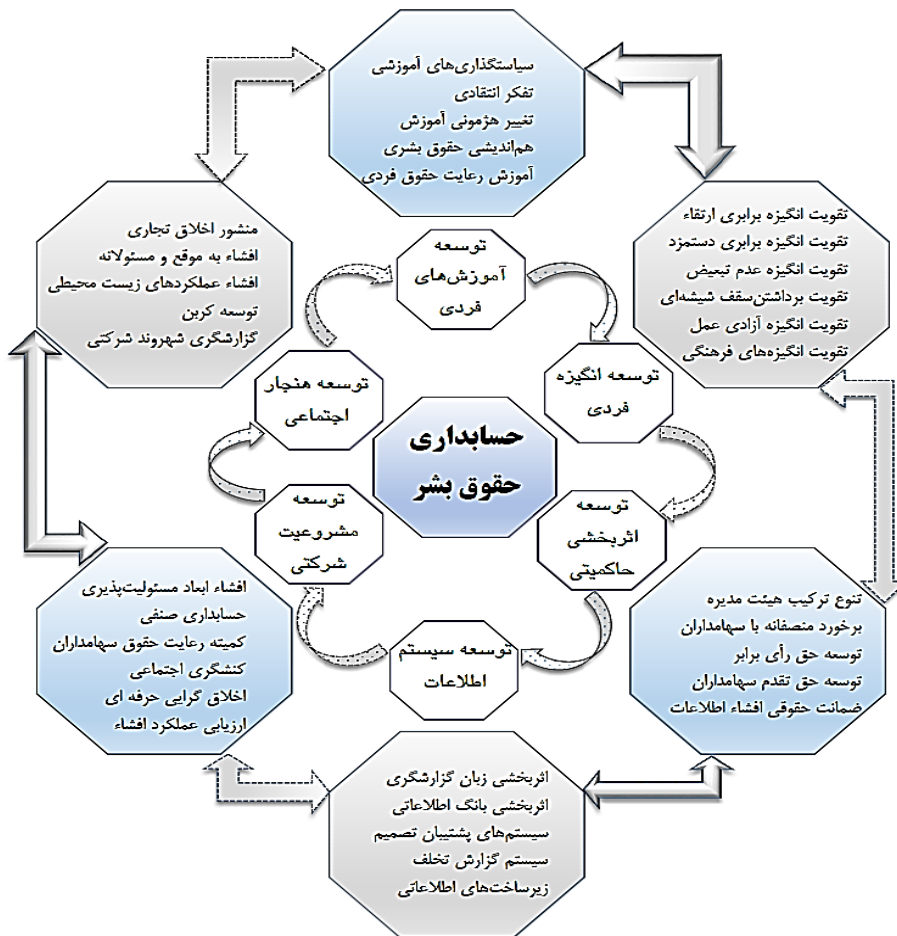 سیاستگذاری‌های آموزشی
تفکر انتقادی
تغییر هژمونی آموزش
هم‌اندیشی حقوق بشری
آموزش رعایت حقوق فردی
تقویت انگیزه برابری ارتقاء
تقویت انگیزه برابری دستمزد
تقویت انگیزه عدم تبعیض
تقویت برداشتن‌سقف شیشه‌ای
تقویت انگیزه آزادی عمل
تقویت انگیزه‌های فرهنگی
منشور اخلاق تجاری
افشاء به موقع و مسئولانه
افشاء عملکردهای زیست محیطی
توسعه کربن
گزارشگری شهروند شرکتی
توسعه
آموزش‌های
فردی
توسعه انگیزه
فردی
توسعه هنجار
اجتماعی
حسابداری
حقوق بشر
توسعه
اثربخشی
حاکمیتی
توسعه
مشروعیت
شرکتی
توسعه سیستم
اطلاعات
تنوع ترکیب هیئت مدیره
برخورد منصفانه با سهامداران
توسعه حق رأی برابر
توسعه حق تقدم سهامداران
ضمانت حقوقی افشاء اطلاعات
افشاء ابعاد مسئولیت‌پذیری
حسابداری صنفی
کمیته رعایت حقوق سهامداران
کنشگری اجتماعی
اخلاق گرایی حرفه ای
ارزیابی عملکرد افشاء
اثربخشی زبان گزارشگری
اثربخشی بانگ اطلاعاتی
سیستم‌های پشتیبان تصمیم
سیستم گزارش تخلف
زیرساخت‌های اطلاعاتی